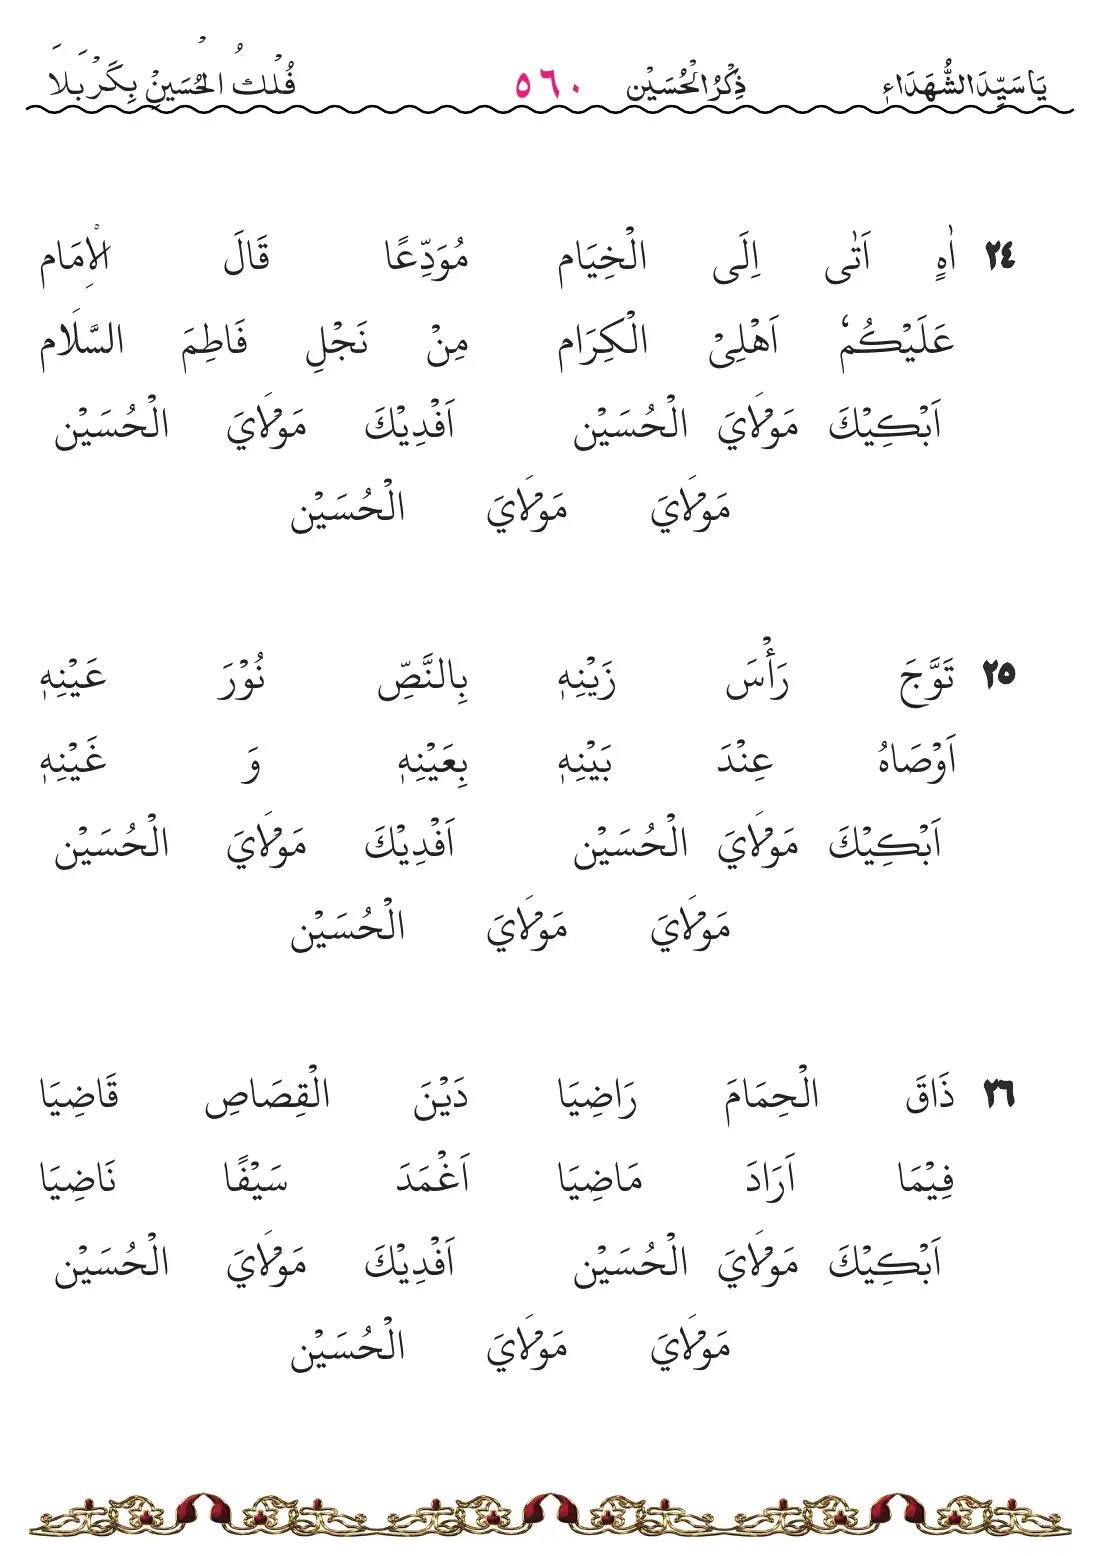 يَا سَيِّدَ الشُّهَدَاءِ ذِكْرُ الْحُسَيْن ٥٦٠ فُلْكُ الْحُسَيْنْ بِكَرْبَلَا
٢٤ اٰهٍ اَتٰى اِلَى الْخِيَام مُوَدِّعًا قَالَ الْاِمَام
عَلَيْكُمُ اَهْلِيْ الْكِرَام مِنْ نَجْلِ فَاطِمَ السَّلَام
اَبْكِيْكَ مَوْلَايَ الْحُسَيْن اَفْدِيْكَ مَوْلَايَ الْحُسَيْن
مَوْلَايَ مَوْلَايَ الْحُسَيْن
٢٥ تَوَّجَ رَأْسَ زَيْنِهٖ بِالنَّصِّ نُوْرَ عَيْنِهٖ
اَوْصَاهُ عِنْدَ بَيْنِهٖ بِعَيْنِهٖ وَ غَيْنِهٖ
اَبْكِيْكَ مَوْلَايَ الْحُسَيْن اَفْدِيْكَ مَوْلَايَ الْحُسَيْن
مَوْلَايَ مَوْلَايَ الْحُسَيْن
٢٦ ذَاقَ الْحِمَامَ رَاضِيَا دَيْنَ الْقِصَاصِ قَاضِيَا
فِيْمَا اَرَادَ مَاضِيَا اَغْمَدَ سَيْفًا نَاضِيَا
اَبْكِيْكَ مَوْلَايَ الْحُسَيْن اَفْدِيْكَ مَوْلَايَ الْحُسَيْن
مَوْلَايَ مَوْلَايَ الْحُسَيْن